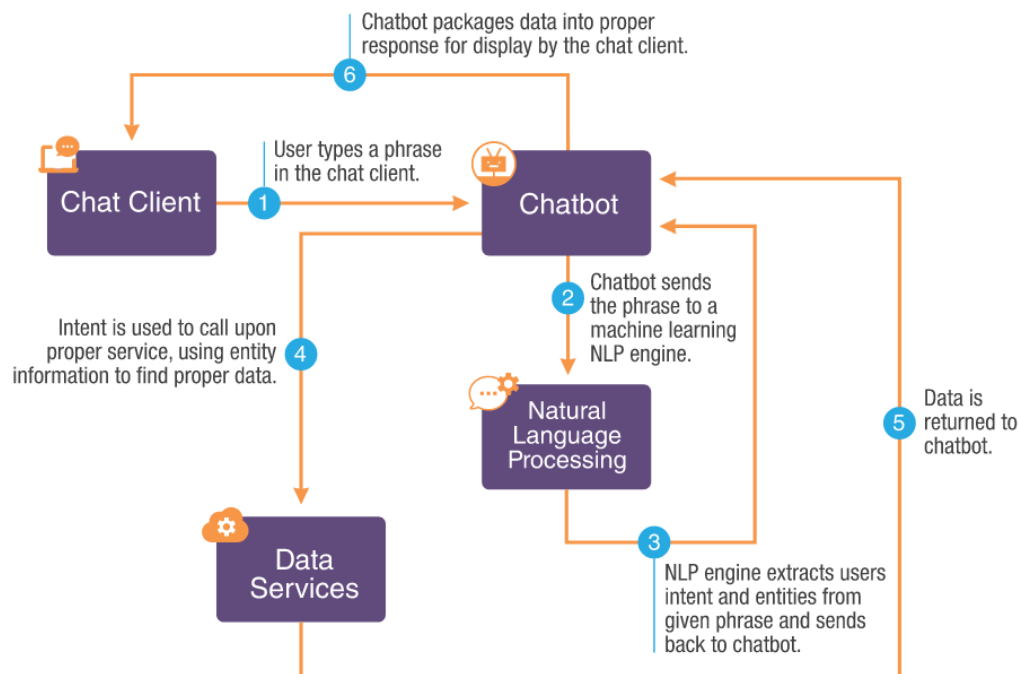 Chatbot packages data into proper
response for display by the chat client.
6
User types a phrase
in the chat client.
Chat Client
1
Chatbot
Chatbot sends
the phrase to a
machine learning
NLP engine.
2
Intent is used to call upon
proper service, using entity
information to find proper data.
4
Natural
Language
Processing
Data is
returned to
chatbot.
5
3
Data
Services
NLP engine extracts users
intent and entities from
given phrase and sends
back to chatbot.